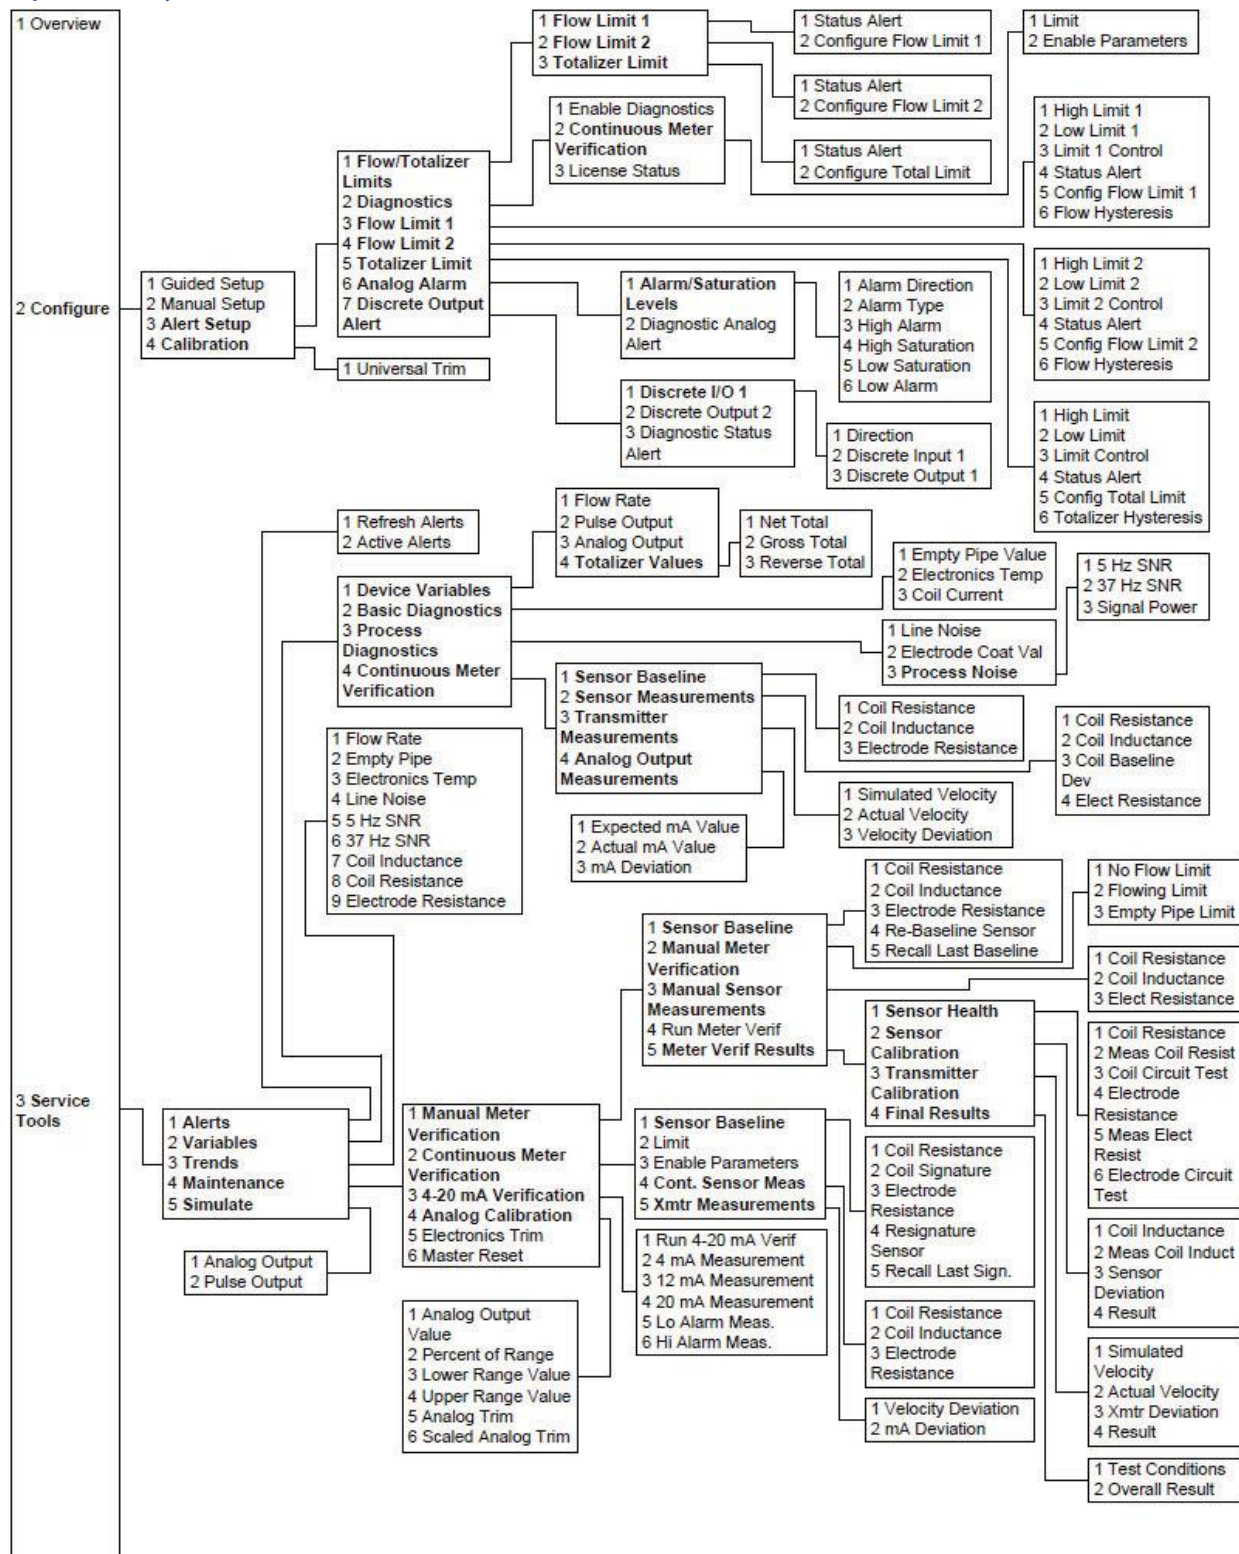 1 Overview
2 Configure
3 Service
Tools
1 Guided Setup
2 Manual Setup
3 Alert Setup
4 Calibration
1 Flow/Totalizer
Limits
2 Diagnostics
3 Flow Limit 1
4 Flow Limit 2
5 Totalizer Limit
6 Analog Alarm
7 Discrete Output
Alert
1 Universal Trim
1 Flow Limit 1
2 Flow Limit 2
3 Totalizer Limit
1 Enable Diagnostics
2 Continuous Meter
Verification
3 License Status
1 Status Alert
2 Configure Flow Limit 1
1 Status Alert
2 Configure Flow Limit 2
1 Status Alert
2 Configure Total Limit
1 Limit
2 Enable Parameters
1 High Limit 1
2 Low Limit 1
3 Limit 1 Control
4 Status Alert
5 Config Flow Limit 1
6 Flow Hysteresis
1 High Limit 2
2 Low Limit 2
3 Limit 2 Control
4 Status Alert
5 Config Flow Limit 2
6 Flow Hysteresis
1 High Limit
2 Low Limit
3 Limit Control
4 Status Alert
5 Config Total Limit
6 Totalizer Hysteresis
1 Alarm/Saturation
Levels
2 Diagnostic Analog
Alert
1 Alarm Direction
2 Alarm Type
3 High Alarm
4 High Saturation
5 Low Saturation
6 Low Alarm
1 Discrete I/O 1
2 Discrete Output 2
3 Diagnostic Status
Alert
1 Direction
2 Discrete Input 1
3 Discrete Output 1
1 Alerts
2 Variables
3 Trends
4 Maintenance
5 Simulate
1 Refresh Alerts
2 Active Alerts
1 Device Variables
2 Basic Diagnostics
3 Process
Diagnostics
4 Continuous Meter
Verification
1 Flow Rate
2 Pulse Output
3 Analog Output
4 Totalizer Values
1 Net Total
2 Gross Total
3 Reverse Total
1 Empty Pipe Value
2 Electronics Temp
3 Coil Current
1 Line Noise
2 Electrode Coat Val
3 Process Noise
1 5 Hz SNR
2 37 Hz SNR
3 Signal Power
1 Sensor Baseline
2 Sensor Measurements
3 Transmitter
Measurements
4 Analog Output
Measurements
1 Coil Resistance
2 Coil Inductance
3 Electrode Resistance
1 Coil Resistance
2 Coil Inductance
3 Coil Baseline
Dev
4 Elect Resistance
1 Simulated Velocity
2 Actual Velocity
3 Velocity Deviation
1 Expected mA Value
2 Actual mA Value
3 mA Deviation
1 Flow Rate
2 Empty Pipe
3 Electronics Temp
4 Line Noise
5 5 Hz SNR
6 37 Hz SNR
7 Coil Inductance
8 Coil Resistance
9 Electrode Resistance
1 Manual Meter
Verification
2 Continuous Meter
Verification
3 4-20 mA Verification
4 Analog Calibration
5 Electronics Trim
6 Master Reset
1 Analog Output
2 Pulse Output
1 Sensor Baseline
2 Manual Meter
Verification
3 Manual Sensor
Measurements
4 Run Meter Verif
5 Meter Verif Results
1 Coil Resistance
2 Coil Inductance
3 Electrode Resistance
4 Re-Baseline Sensor
5 Recall Last Baseline
1 No Flow Limit
2 Flowing Limit
3 Empty Pipe Limit
1 Coil Resistance
2 Coil Inductance
3 Elect Resistance
1 Sensor Health
2 Sensor
Calibration
3 Transmitter
Calibration
4 Final Results
1 Coil Resistance
2 Meas Coil Resist
3 Coil Circuit Test
4 Electrode
Resistance
5 Meas Elect
Resist
6 Electrode Circuit
Test
1 Coil Inductance
2 Meas Coil Induct
3 Sensor
Deviation
4 Result
1 Simulated
Velocity
2 Actual Velocity
3 Xmtr Deviation
4 Result
1 Test Conditions
2 Overall Result
1 Sensor Baseline
2 Limit
3 Enable Parameters
4 Cont. Sensor Meas
5 Xmtr Measurements
1 Coil Resistance
2 Coil Signature
3 Electrode
Resistance
4 Resignature
Sensor
5 Recall Last Sign.
1 Coil Resistance
2 Coil Inductance
3 Electrode
Resistance
1 Velocity Deviation
2 mA Deviation
1 Run 4-20 mA Verif
2 4 mA Measurement
3 12 mA Measurement
4 20 mA Measurement
5 Lo Alarm Meas.
6 Hi Alarm Meas.
1 Analog Output
Value
2 Percent of Range
3 Lower Range Value
4 Upper Range Value
5 Analog Trim
6 Scaled Analog Trim